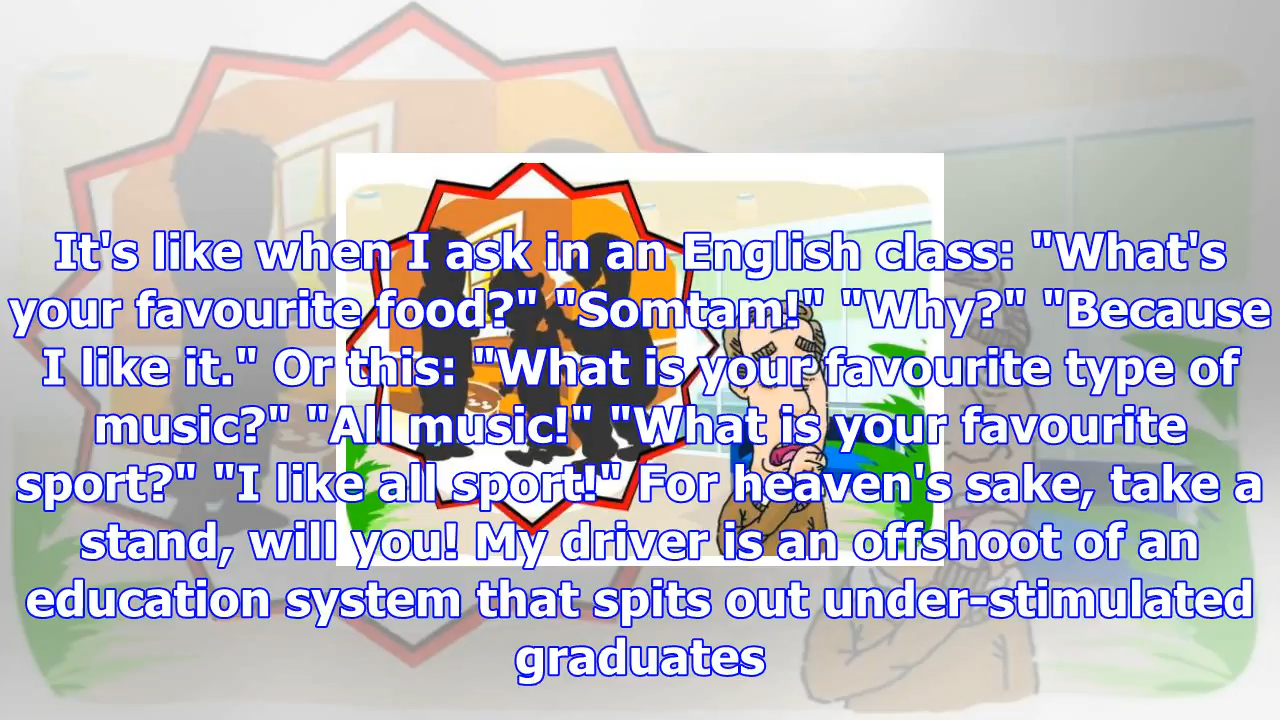 It's like when I ask in an English class: "What's
your favourite food?" "Somtam!" "Why?" "Because
I like it." Or this: "What is your favourite type of
music?" "All music!" "What is your favourite
sport?" "I like all sport!" For heaven's sake, take a
stand, will you! My driver is an offshoot of an
education system that spits out under-stimulated
graduates